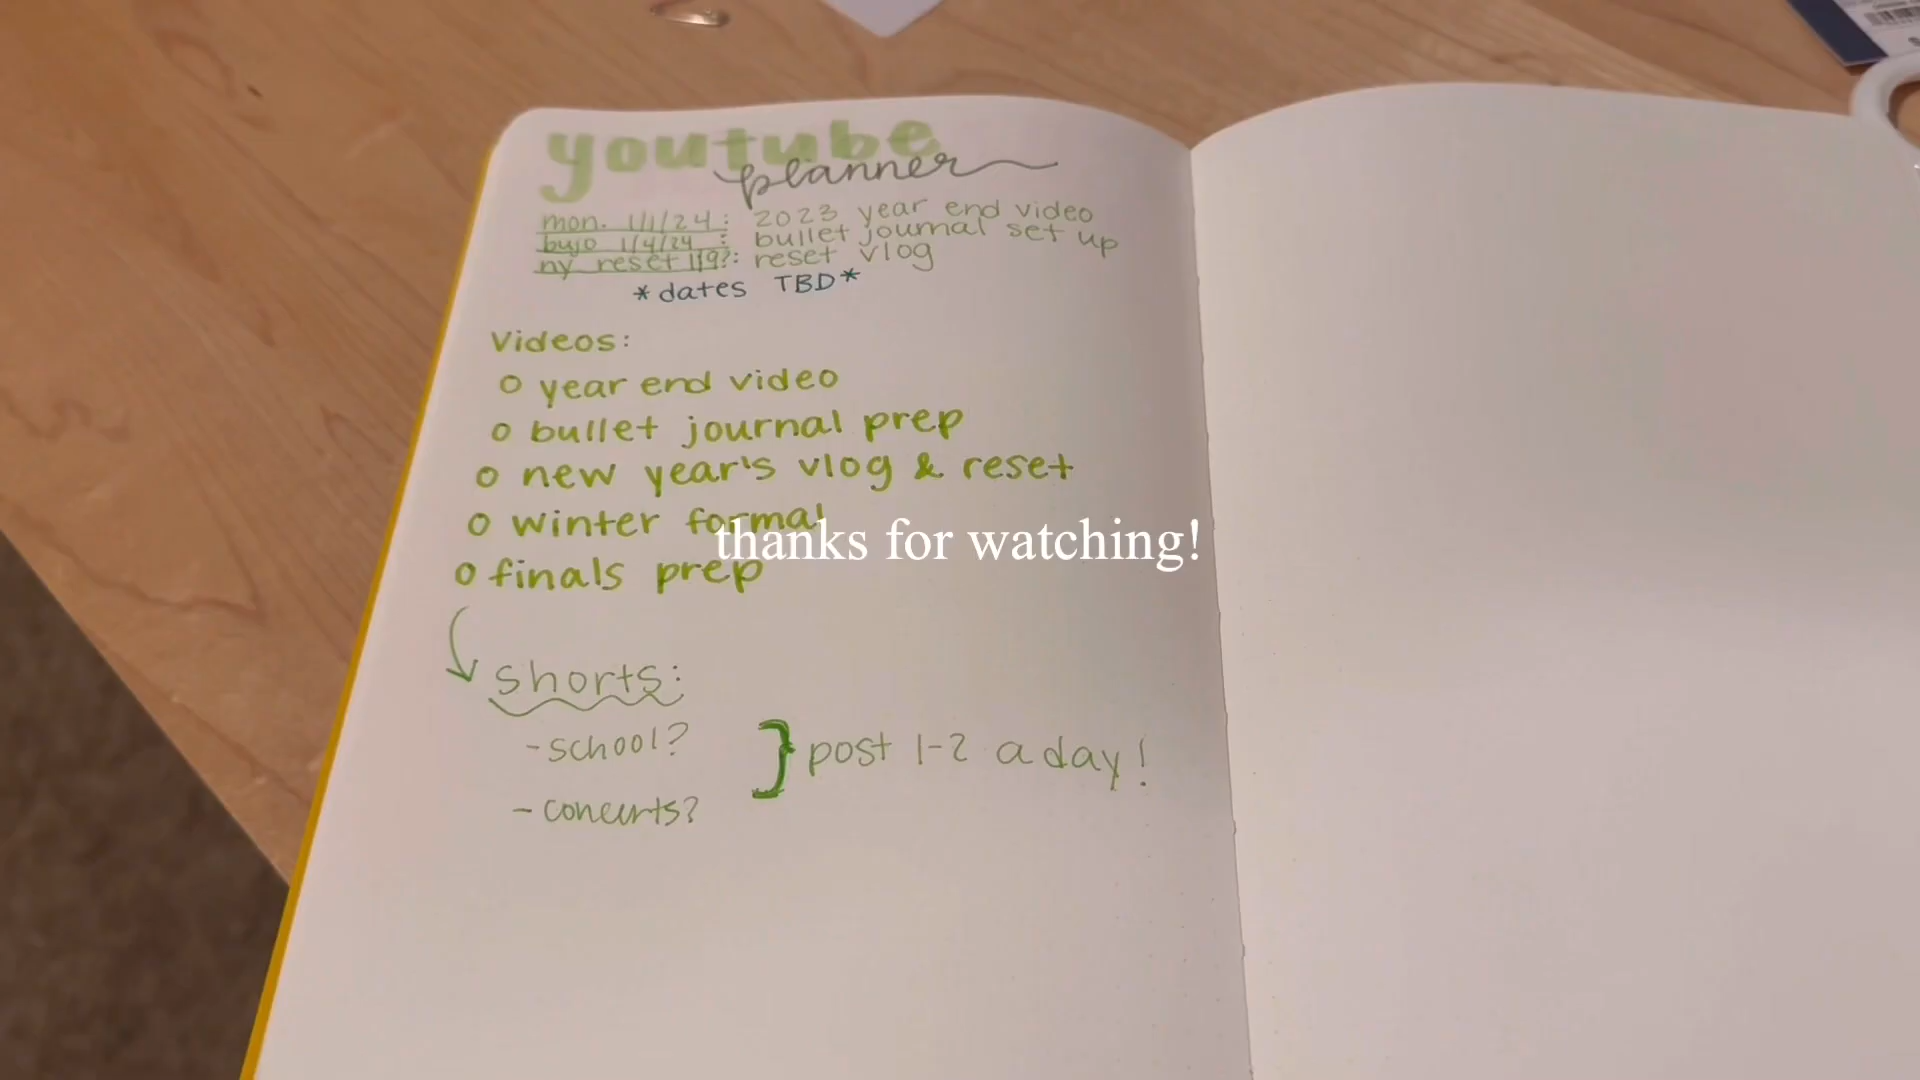 youtube
planner
mon. 1/1/24: 2023 year end video
bujo 1/4/24 : bullet journal set up
ny reset 1/9?: reset vlog
*dates TBD*
Videos:
o year end video
o bullet journal prep
o new year's vlog & reset
o winter formal
thanks for watching!
o finals prep
shorts:
-school?
} post 1-2 a day!
- concerts?